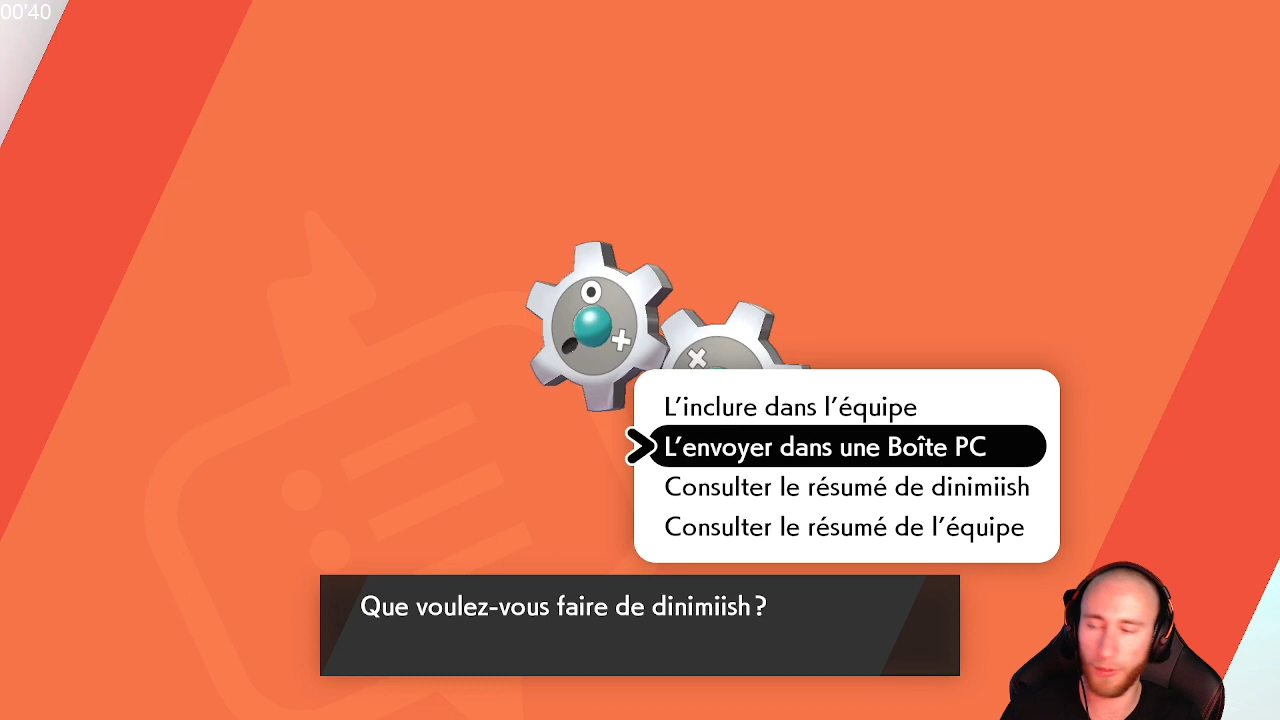 00'40
L'inclure dans l'équipe
L'envoyer dans une Boîte PC
Consulter le résumé de dinimiish
Consulter le résumé de l'équipe
Que voulez-vous faire de dinimiish ?